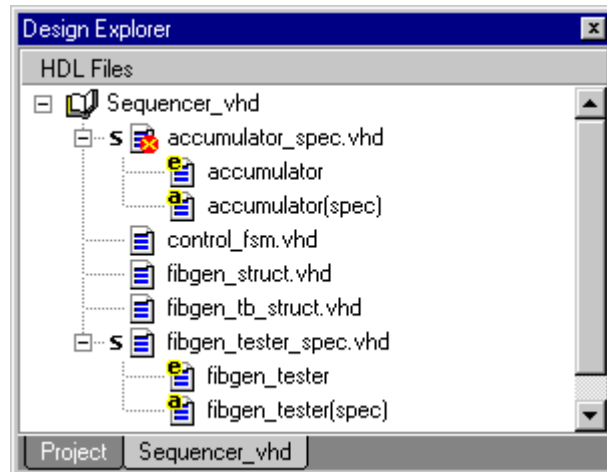 Design Explorer
HDL Files
Sequencer_vhd
S accumulator_spec.vhd
e accumulator
a accumulator(spec)
control_fsm.vhd
fibgen_struct.vhd
fibgen_tb_struct.vhd
S fibgen_tester_spec.vhd
e fibgen_tester
a fibgen_tester(spec)
Project Sequencer_vhd